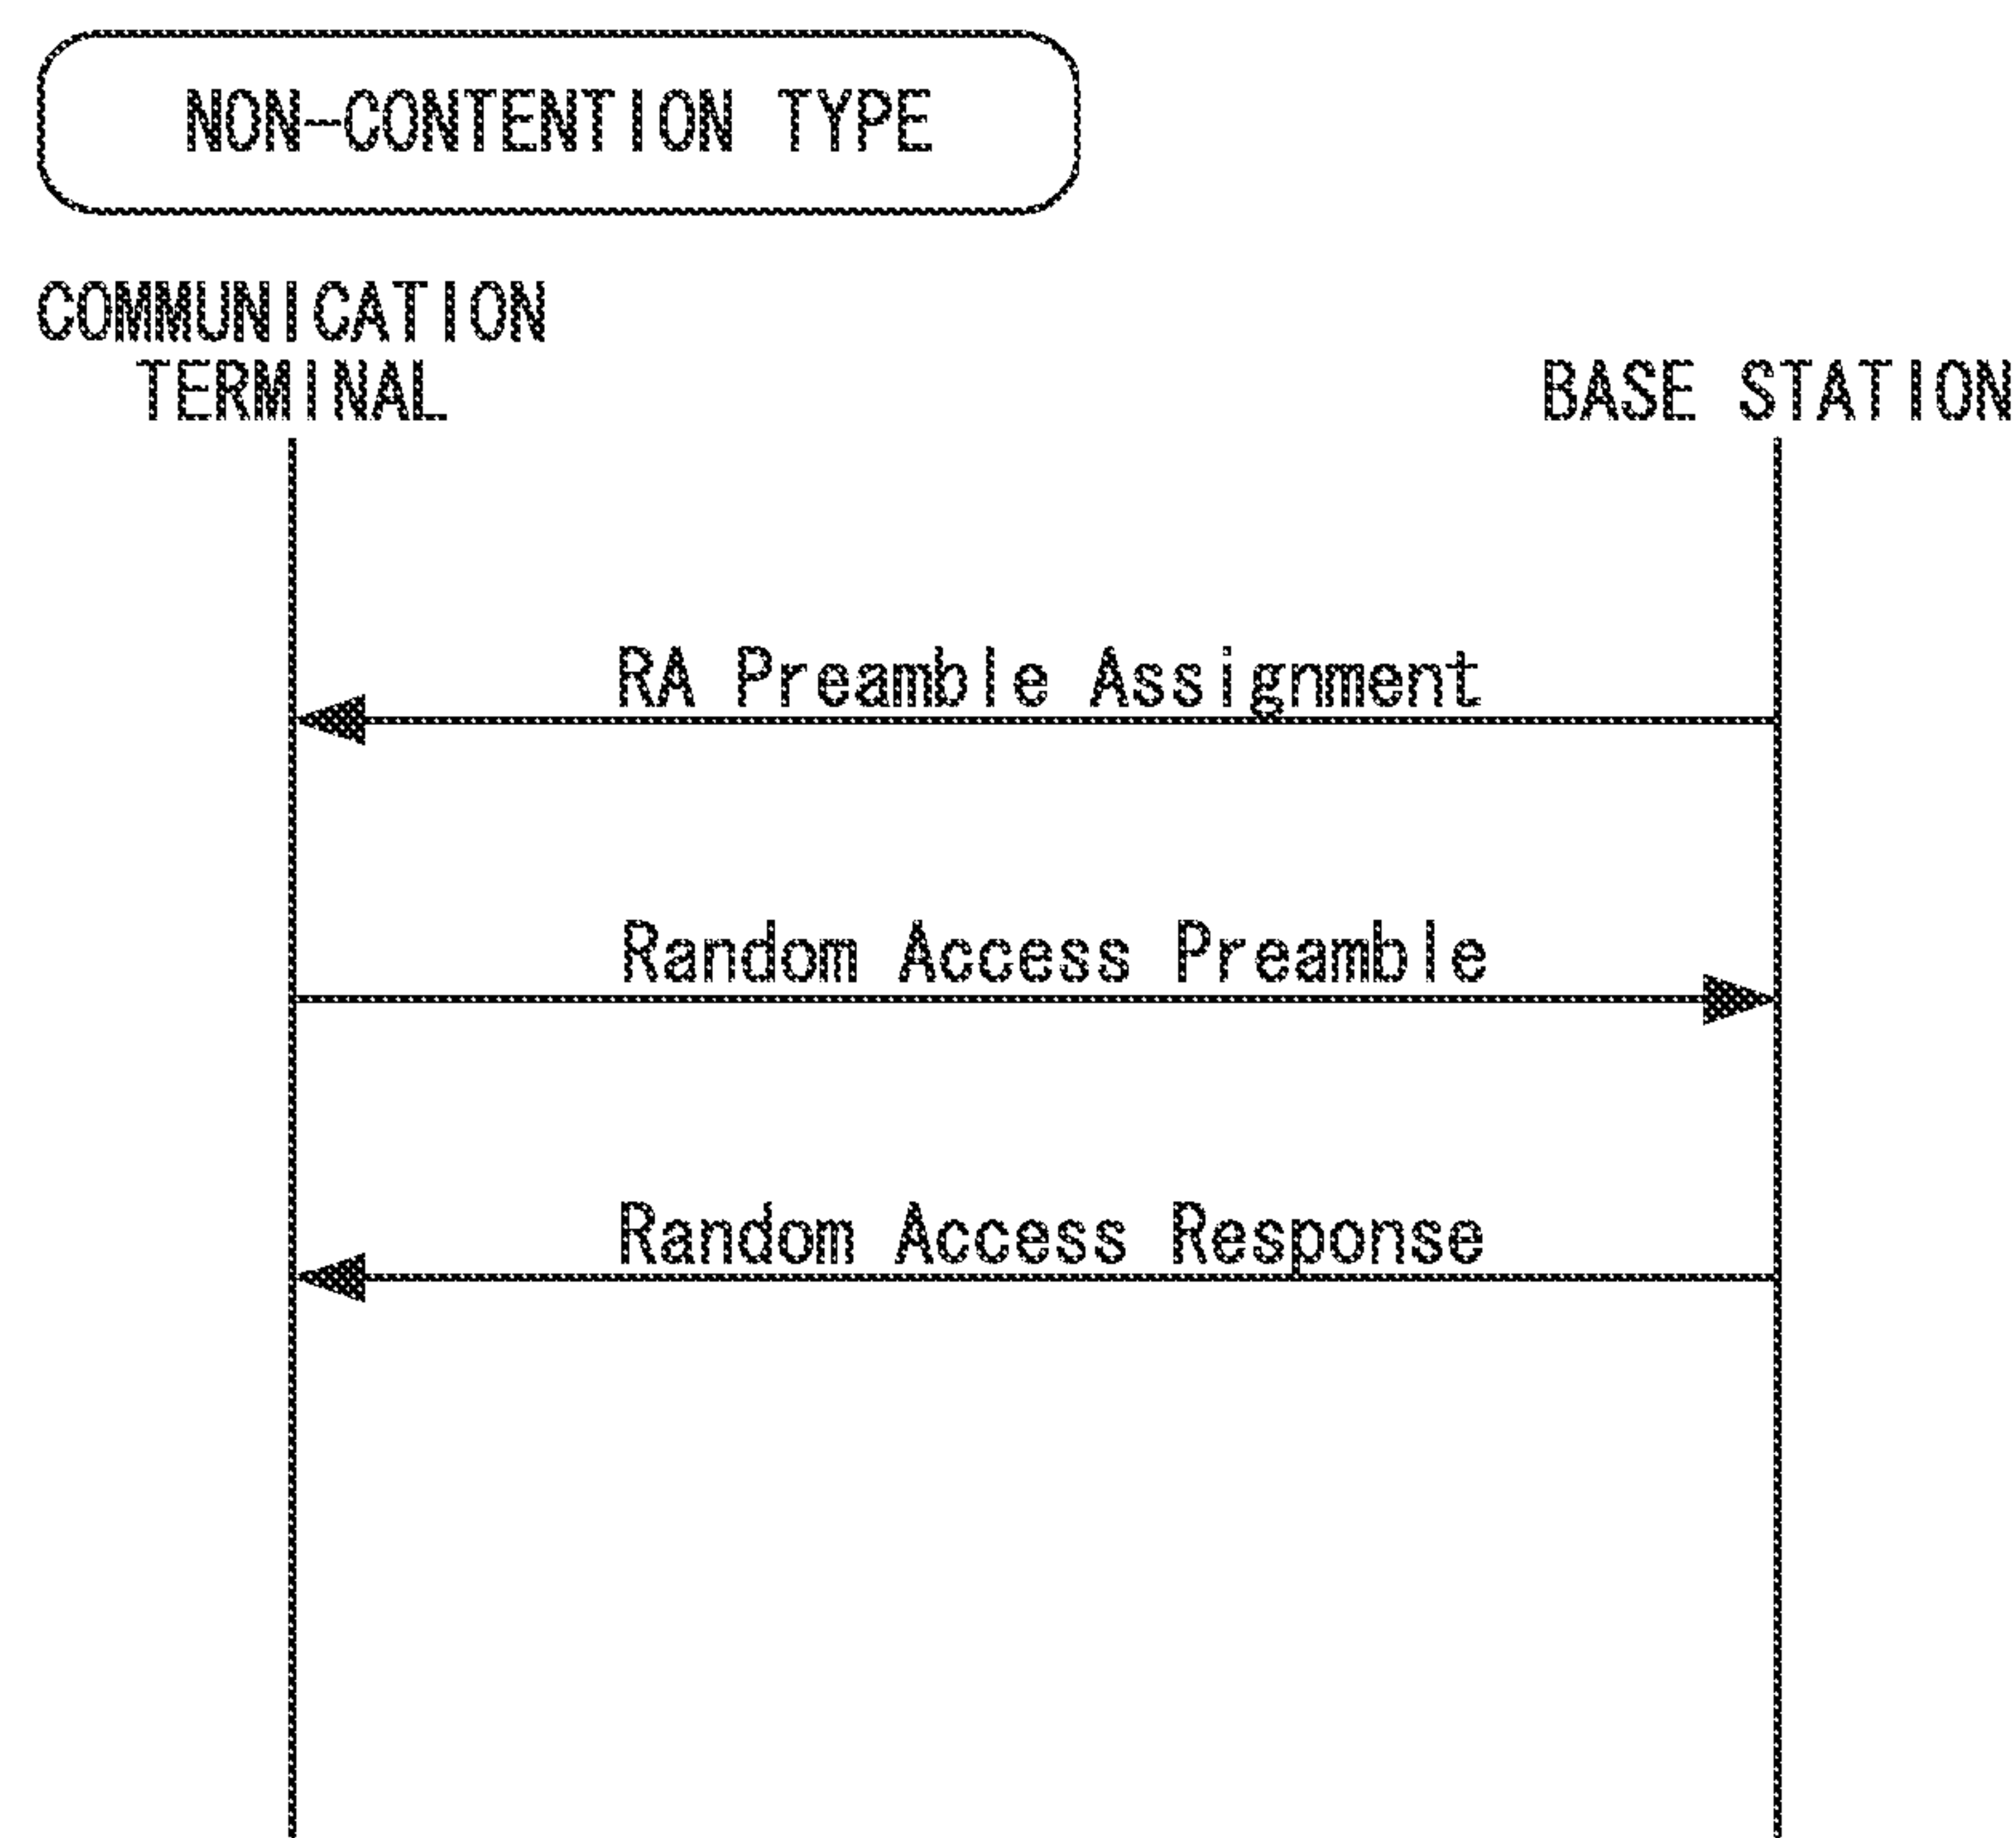 NON-CONTENTION TYPE
COMMUNICATION
TERMINAL
BASE STATION
RA Preamble Assignment
Random Access Preamble
Random Access Response